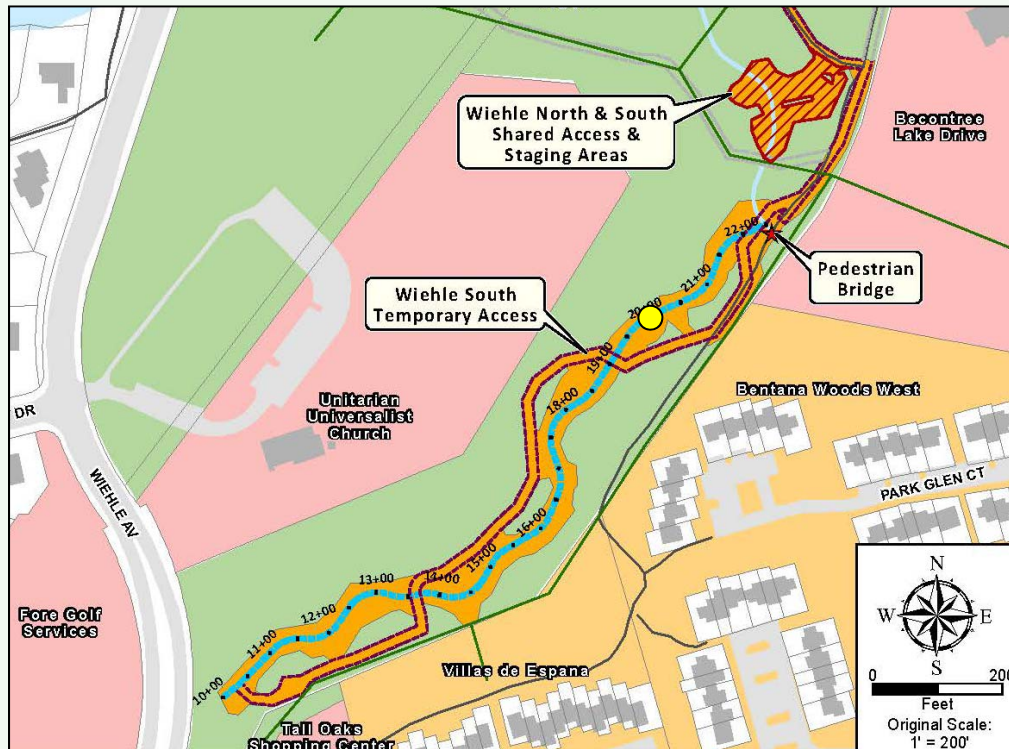 Wiehle North & South
Shared Access &
Staging Areas
Becontree
Lake Drive
22+00
Pedestrian
Bridge
21+00
Wiehle South
Temporary Access
19+00
Bentana Woods West
18+00
Unitarian
Universalist
Church
DR
WIEHLE AV
PARK GLEN CT
16+00
15+00
14+00
13+00
12+00
11+00
10+00
Fore Golf
Services
Villas de Espana
Tall Oaks
Shopping Center
N
W
E
S
0
200
Feet
Original Scale:
1' = 200'